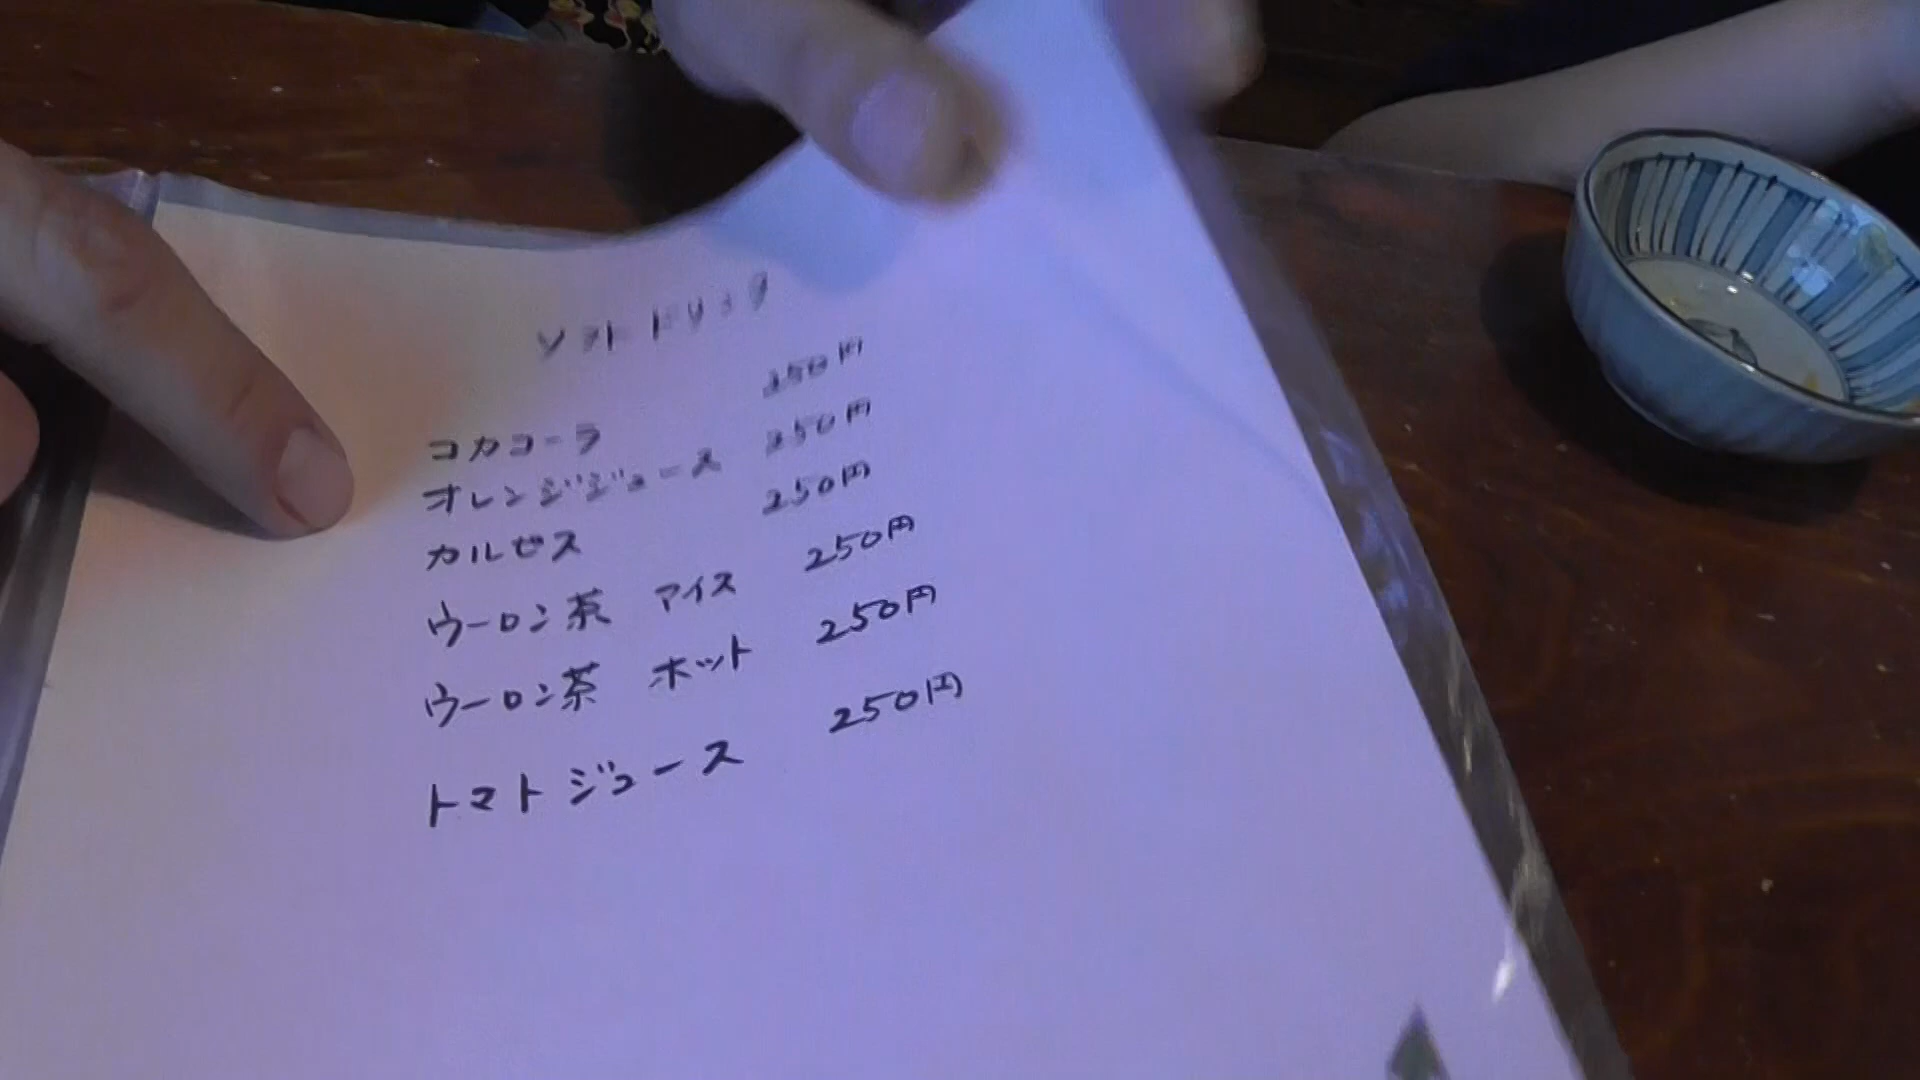 ソフトドリンク
コカコーラ 250円
オレンジジュース 250円
カルピス 250円
ウーロン茶 アイス 250円
ウーロン茶 ホット 250円
トマトジュース 250円